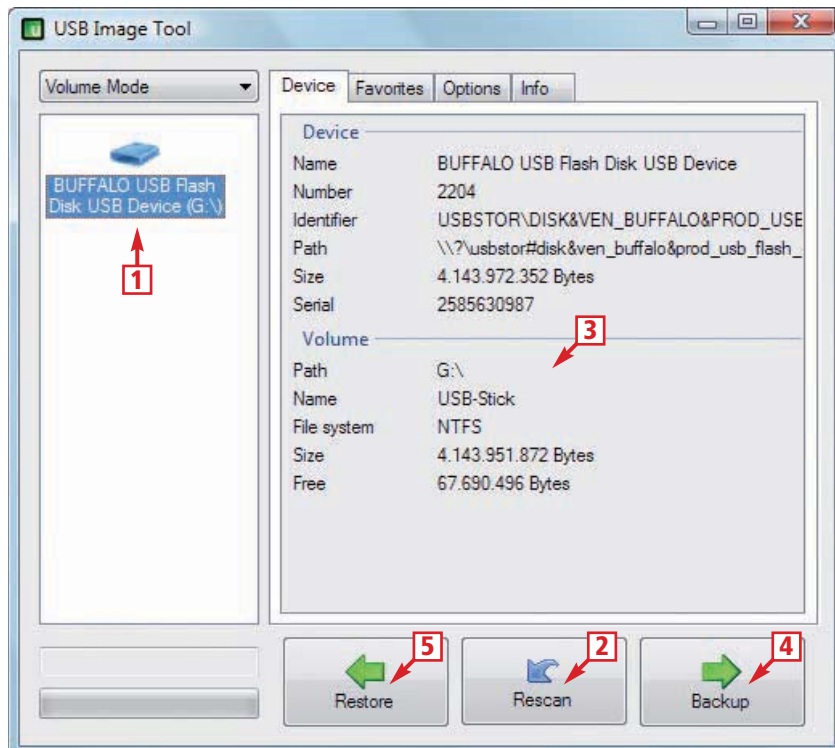 USB Image Tool
Volume Mode
Device Favorites Options Info
BUFFALO USB Flash
Disk USB Device (G:\)
1
Device
Name BUFFALO USB Flash Disk USB Device
Number 2204
Identifier USBSTOR\DISK&VEN_BUFFALO&PROD_USE
Path \\?\usbstor#disk&ven_buffalo&prod_usb_flash_
Size 4.143.972.352 Bytes
Serial 2585630987
Volume
3
Path G:\
Name USB-Stick
File system NTFS
Size 4.143.951.872 Bytes
Free 67.690.496 Bytes
5 2 4
Restore Rescan Backup